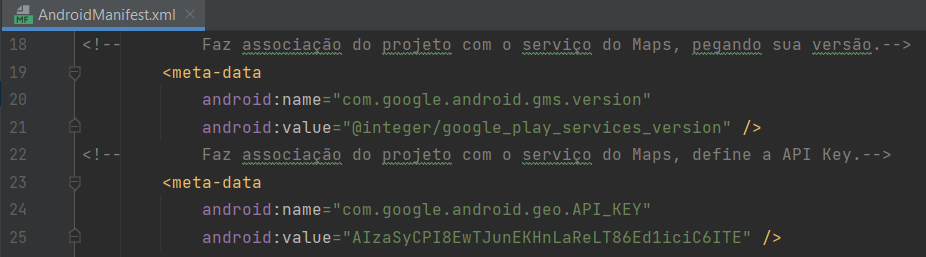 MF AndroidManifest.xml ×
18 <!-- Faz associação do projeto com o serviço do Maps, pegando sua versão.-->
19 <meta-data
20 android:name="com.google.android.gms.version"
21 android:value="@integer/google_play_services_version" />
22 <!-- Faz associação do projeto com o serviço do Maps, define a API Key.-->
23 <meta-data
24 android:name="com.google.android.geo.API_KEY"
25 android:value="AIzaSyCPI8EwTJunEKHnLaReLT86Ed1iciC6ITE" />